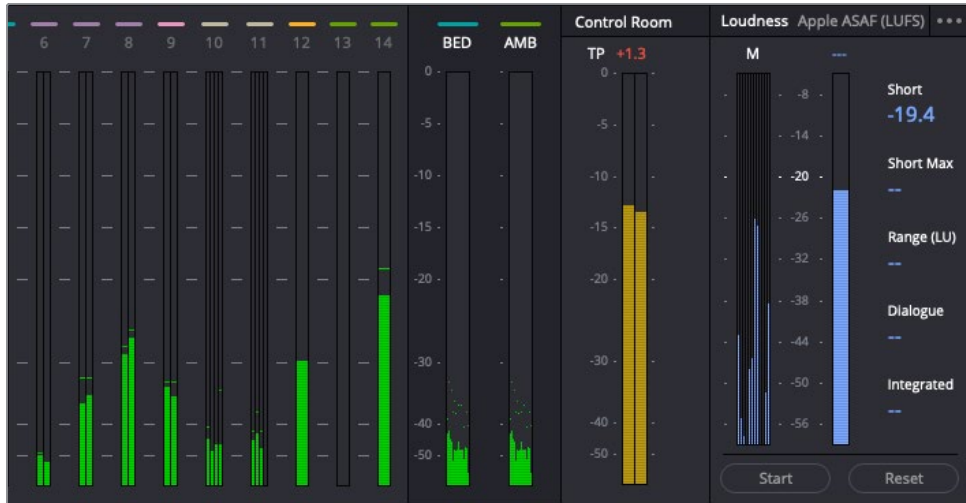 6 7 8 9 10 11 12 13 14
BED AMB
Control Room
TP +1.3
Loudness Apple ASAF (LUFS)
M ---
0 -
-5 -
-10 -
-15 -
-20 -
-30 -
-40 -
-50 -
0 -
-5 -
-10 -
-15 -
-20 -
-30 -
-40 -
-50 -
- -8 -
- -14 -
- -20 -
- -26 -
- -32 -
- -38 -
- -44 -
- -50 -
- -56 -
Short
-19.4
Short Max
--
Range (LU)
--
Dialogue
--
Integrated
--
Start Reset